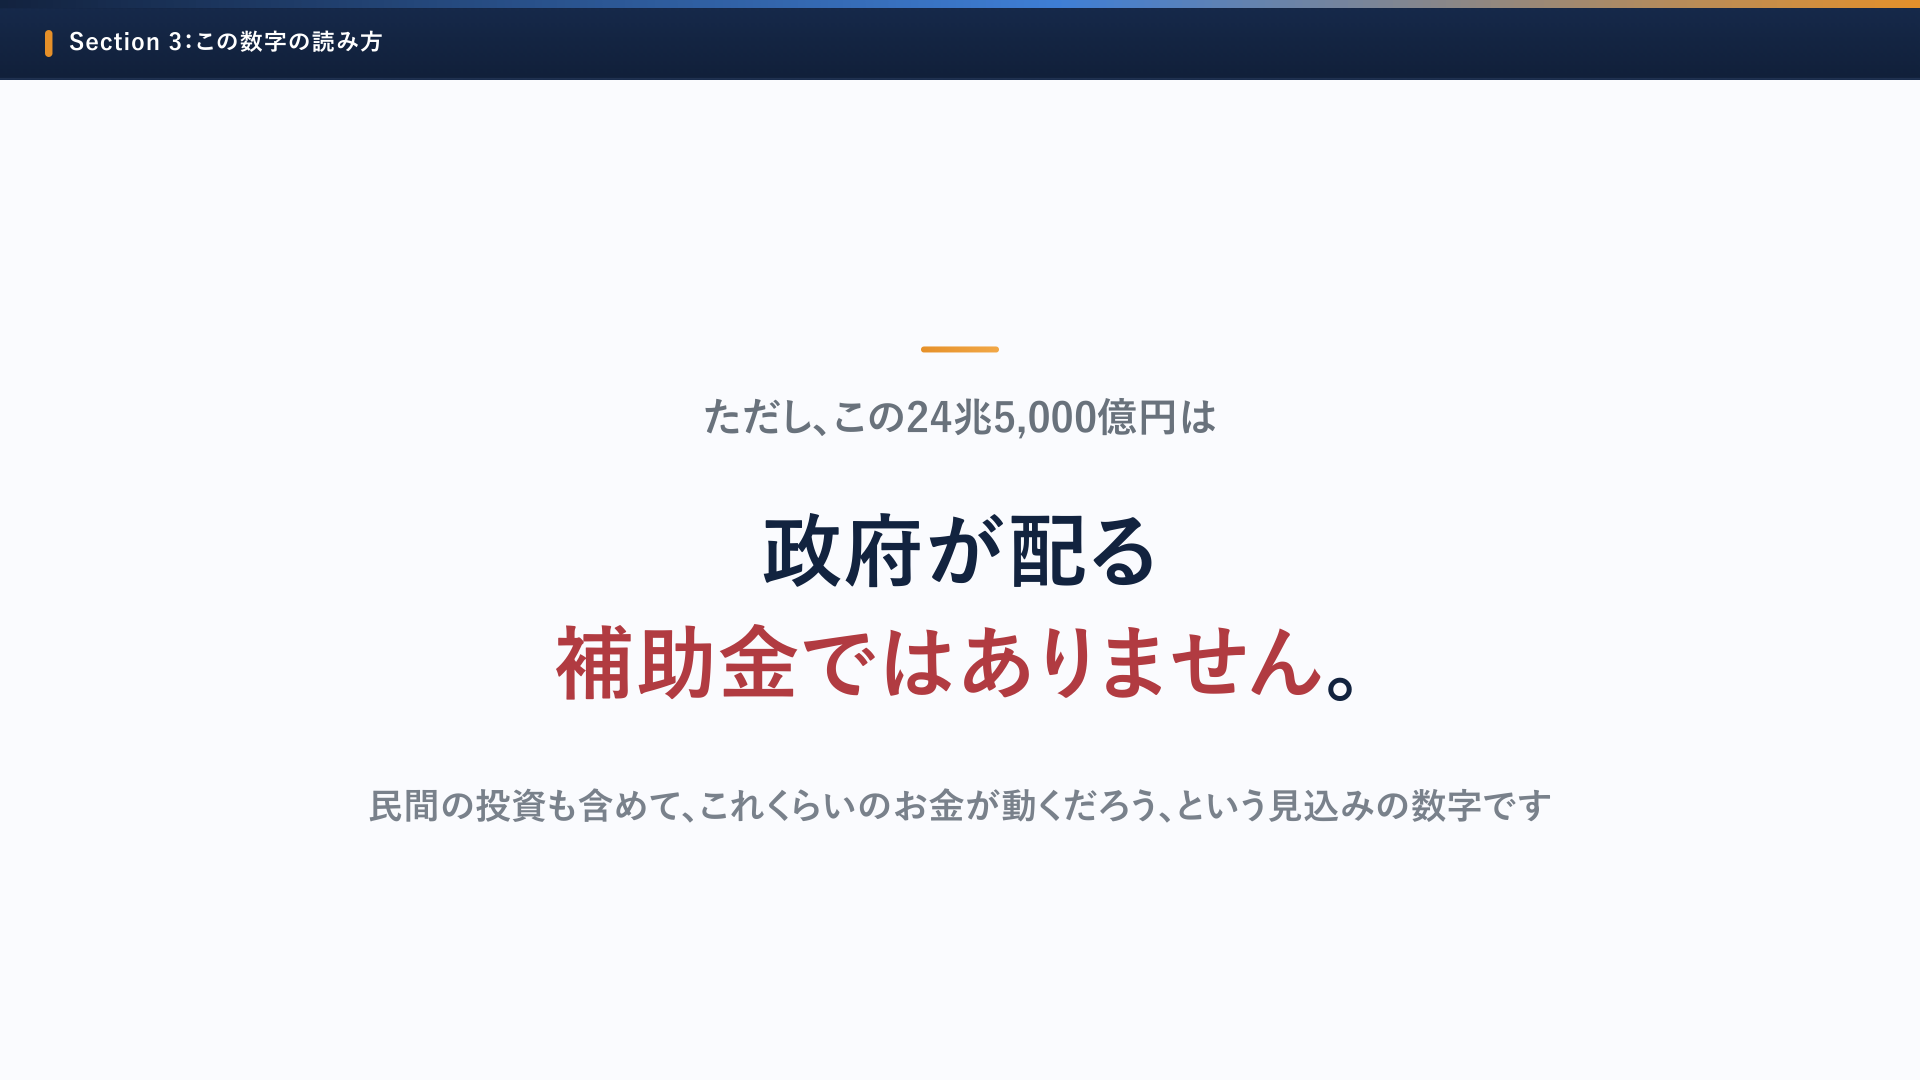 Section 3：この数字の読み方
ただし、この24兆5,000億円は
政府が配る
補助金ではありません。
民間の投資も含めて、これくらいのお金が動くだろう、という見込みの数字です